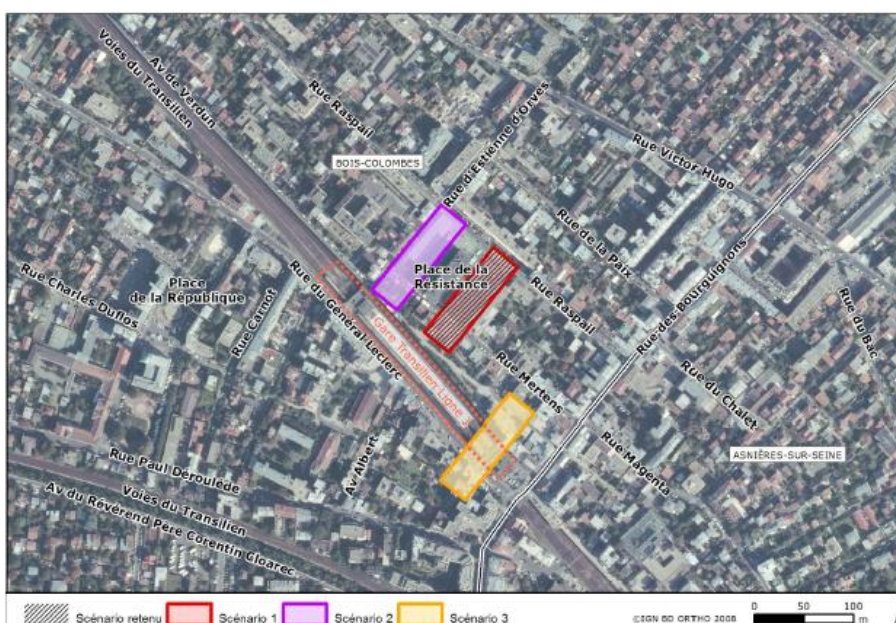 Av de Verdun
Voies du Transilien
Rue Raspail
Rue d'Estienne d'Orves
BOIS-COLOMBES
Rue Victor Hugo
Rue de la Paix
Rue des Bourguignons
Place de la
Résistance
Place
de la République
Rue Charles Duflos
Rue Carnot
Rue du Général Leclerc
Gare Transilien Ligne J
Rue Raspail
Rue du Bac
Rue Mertens
Rue du Chalet
Rue Magenta
ASNIÈRES-SUR-SEINE
Av Albert
Rue Paul Déroulède
Voies du Transilien
Av du Révérend Père Corentin Cloarec
Scénario retenu
Scénario 1
Scénario 2
Scénario 3
©IGN BD ORTHO 2008
0 50 100
m